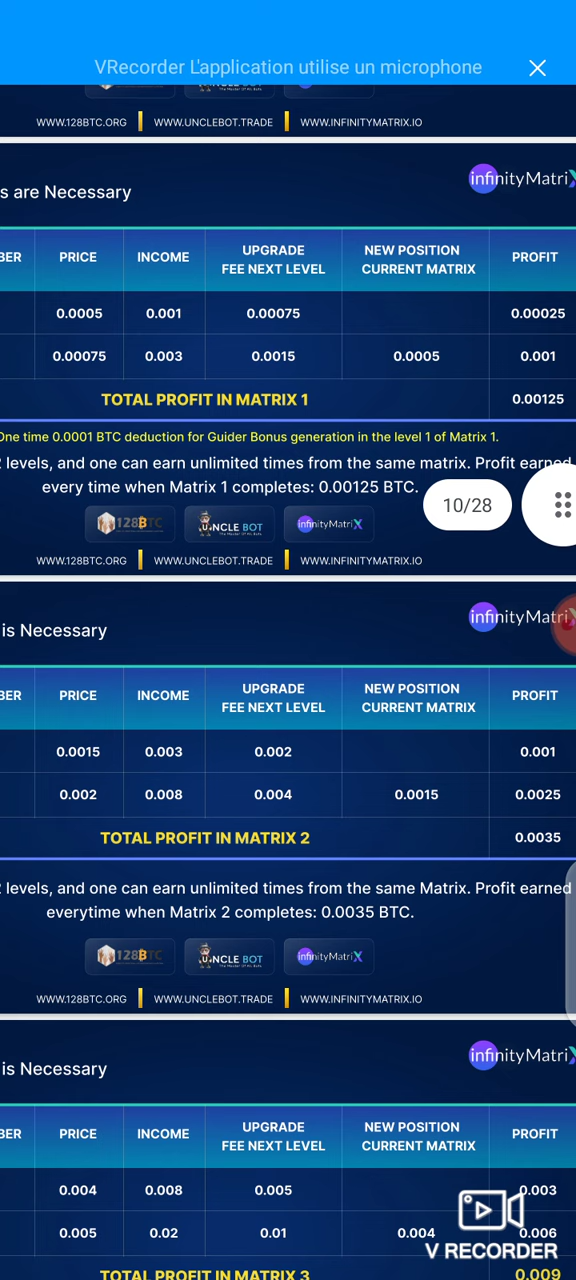 VRecorder L'application utilise un microphone
WWW.128BTC.ORG WWW.UNCLEBOT.TRADE WWW.INFINITYMATRIX.IO
infinityMatriX
s are Necessary
BER PRICE INCOME UPGRADE FEE NEXT LEVEL NEW POSITION CURRENT MATRIX PROFIT
0.0005 0.001 0.00075 0.00025
0.00075 0.003 0.0015 0.0005 0.001
TOTAL PROFIT IN MATRIX 1 0.00125
One time 0.0001 BTC deduction for Guider Bonus generation in the level 1 of Matrix 1.
2 levels, and one can earn unlimited times from the same matrix. Profit earned
every time when Matrix 1 completes: 0.00125 BTC.
10/28
128BTC UNCLE BOT infinityMatriX
WWW.128BTC.ORG WWW.UNCLEBOT.TRADE WWW.INFINITYMATRIX.IO
infinityMatriX
is Necessary
BER PRICE INCOME UPGRADE FEE NEXT LEVEL NEW POSITION CURRENT MATRIX PROFIT
0.0015 0.003 0.002 0.001
0.002 0.008 0.004 0.0015 0.0025
TOTAL PROFIT IN MATRIX 2 0.0035
2 levels, and one can earn unlimited times from the same Matrix. Profit earned
everytime when Matrix 2 completes: 0.0035 BTC.
128BTC UNCLE BOT infinityMatriX
WWW.128BTC.ORG WWW.UNCLEBOT.TRADE WWW.INFINITYMATRIX.IO
infinityMatriX
is Necessary
BER PRICE INCOME UPGRADE FEE NEXT LEVEL NEW POSITION CURRENT MATRIX PROFIT
0.004 0.008 0.005 0.003
0.005 0.02 0.01 0.004 0.006
V RECORDER
TOTAL PROFIT IN MATRIX 3 0.009